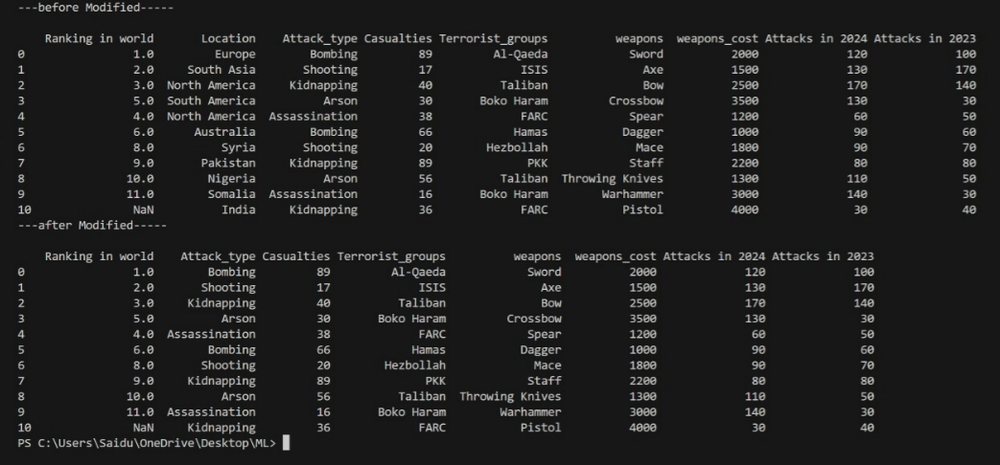 ---before Modified-----
Ranking in world Location Attack_type Casualties Terrorist_groups weapons weapons_cost Attacks in 2024 Attacks in 2023
0 1.0 Europe Bombing 89 Al-Qaeda Sword 2000 120 100
1 2.0 South Asia Shooting 17 ISIS Axe 1500 130 170
2 3.0 North America Kidnapping 40 Taliban Bow 2500 170 140
3 5.0 South America Arson 30 Boko Haram Crossbow 3500 130 30
4 4.0 North America Assassination 38 FARC Spear 1200 60 50
5 6.0 Australia Bombing 66 Hamas Dagger 1000 90 60
6 8.0 Syria Shooting 20 Hezbollah Mace 1800 90 70
7 9.0 Pakistan Kidnapping 89 PKK Staff 2200 80 80
8 10.0 Nigeria Arson 56 Taliban Throwing Knives 1300 110 50
9 11.0 Somalia Assassination 16 Boko Haram Warhammer 3000 140 30
10 NaN India Kidnapping 36 FARC Pistol 4000 30 40
---after Modified-----
Ranking in world Attack_type Casualties Terrorist_groups weapons weapons_cost Attacks in 2024 Attacks in 2023
0 1.0 Bombing 89 Al-Qaeda Sword 2000 120 100
1 2.0 Shooting 17 ISIS Axe 1500 130 170
2 3.0 Kidnapping 40 Taliban Bow 2500 170 140
3 5.0 Arson 30 Boko Haram Crossbow 3500 130 30
4 4.0 Assassination 38 FARC Spear 1200 60 50
5 6.0 Bombing 66 Hamas Dagger 1000 90 60
6 8.0 Shooting 20 Hezbollah Mace 1800 90 70
7 9.0 Kidnapping 89 PKK Staff 2200 80 80
8 10.0 Arson 56 Taliban Throwing Knives 1300 110 50
9 11.0 Assassination 16 Boko Haram Warhammer 3000 140 30
10 NaN Kidnapping 36 FARC Pistol 4000 30 40
PS C:\Users\Saidu\OneDrive\Desktop\ML>